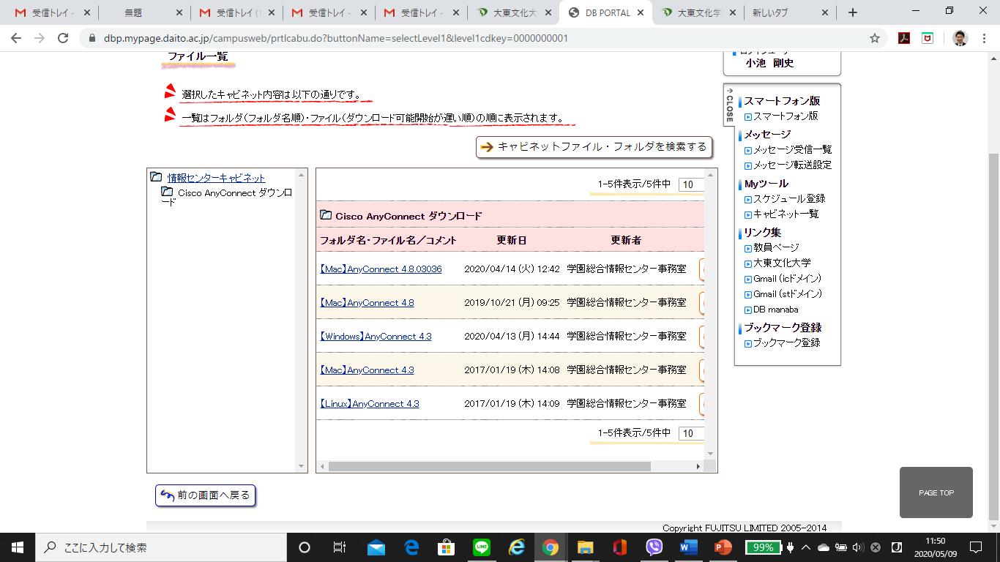 受信トレイ -
無題
受信トレイ (1
受信トレイ -
受信トレイ -
大東文化大
DB PORTAL
大東文化学
新しいタブ
dbp.mypage.daito.ac.jp/campusweb/prtlcabu.do?buttonName=selectLevel1&level1cdkey=0000000001
ファイル一覧
選択したキャビネット内容は以下の通りです。
一覧はフォルダ(フォルダ名順)・ファイル(ダウンロード可能開始が遅い順)の順に表示されます。
キャビネットファイル・フォルダを検索する
情報センターキャビネット
Cisco AnyConnect ダウンロ
ード
1-5件表示/5件中 10
Cisco AnyConnect ダウンロード
フォルダ名・ファイル名/コメント 更新日 更新者
【Mac】AnyConnect 4.8.03036 2020/04/14 (火) 12:42 学園総合情報センター事務室
【Mac】AnyConnect 4.8 2019/10/21 (月) 09:25 学園総合情報センター事務室
【Windows】AnyConnect 4.3 2020/04/13 (月) 14:44 学園総合情報センター事務室
【Mac】AnyConnect 4.3 2017/01/19 (木) 14:08 学園総合情報センター事務室
【Linux】AnyConnect 4.3 2017/01/19 (木) 14:09 学園総合情報センター事務室
1-5件表示/5件中 10
前の画面へ戻る
小池 剛史
CLOSE
スマートフォン版
スマートフォン版
メッセージ
メッセージ受信一覧
メッセージ転送設定
Myツール
スケジュール登録
キャビネット一覧
リンク集
教員ページ
大東文化大学
Gmail (icドメイン)
Gmail (stドメイン)
DB manaba
ブックマーク登録
ブックマーク登録
PAGE TOP
Copyright FUJITSU LIMITED 2005-2014
ここに入力して検索
99%
11:50
2020/05/09